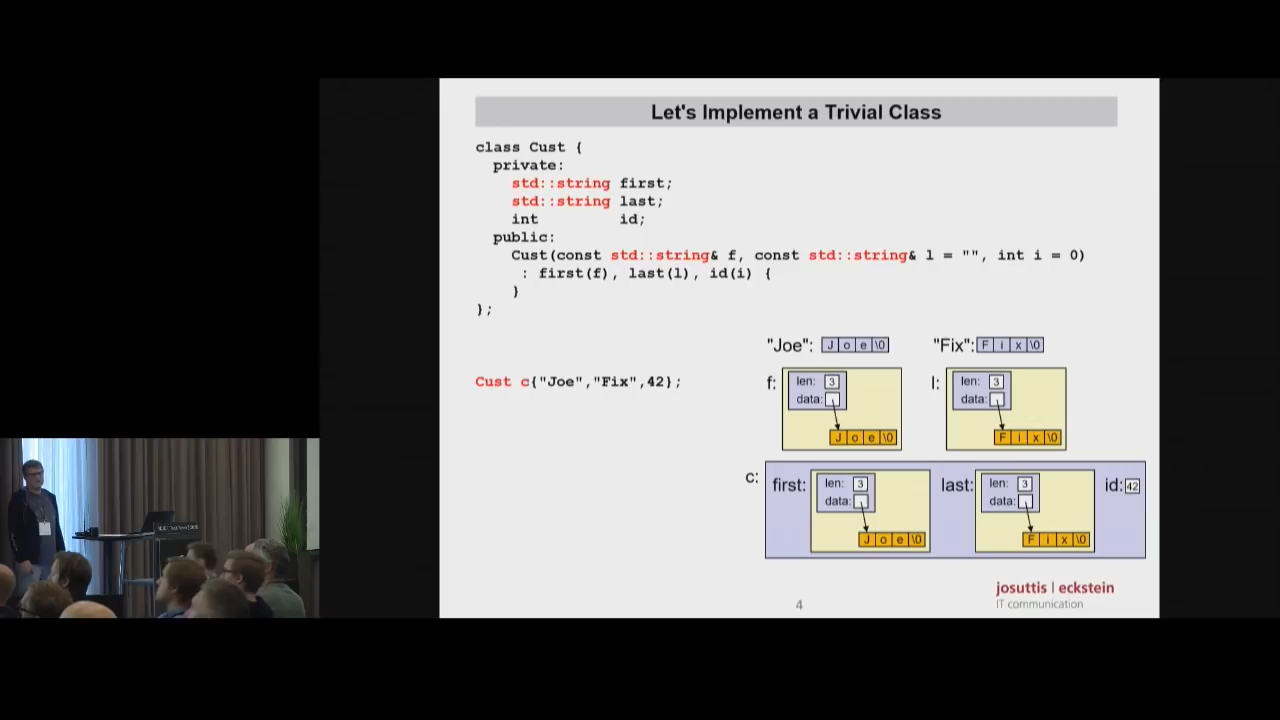 Let's Implement a Trivial Class
class Cust {
private:
std::string first;
std::string last;
int id;
public:
Cust(const std::string& f, const std::string& l = "", int i = 0)
: first(f), last(l), id(i) {
}
};
"Joe": J o e \0 "Fix": F i x \0
Cust c{"Joe","Fix",42};
f: len: 3 l: len: 3
data: data:
J o e \0 F i x \0
c: first: len: 3 last: len: 3 id: 42
data: data:
J o e \0 F i x \0
josuttis | eckstein
IT communication
4